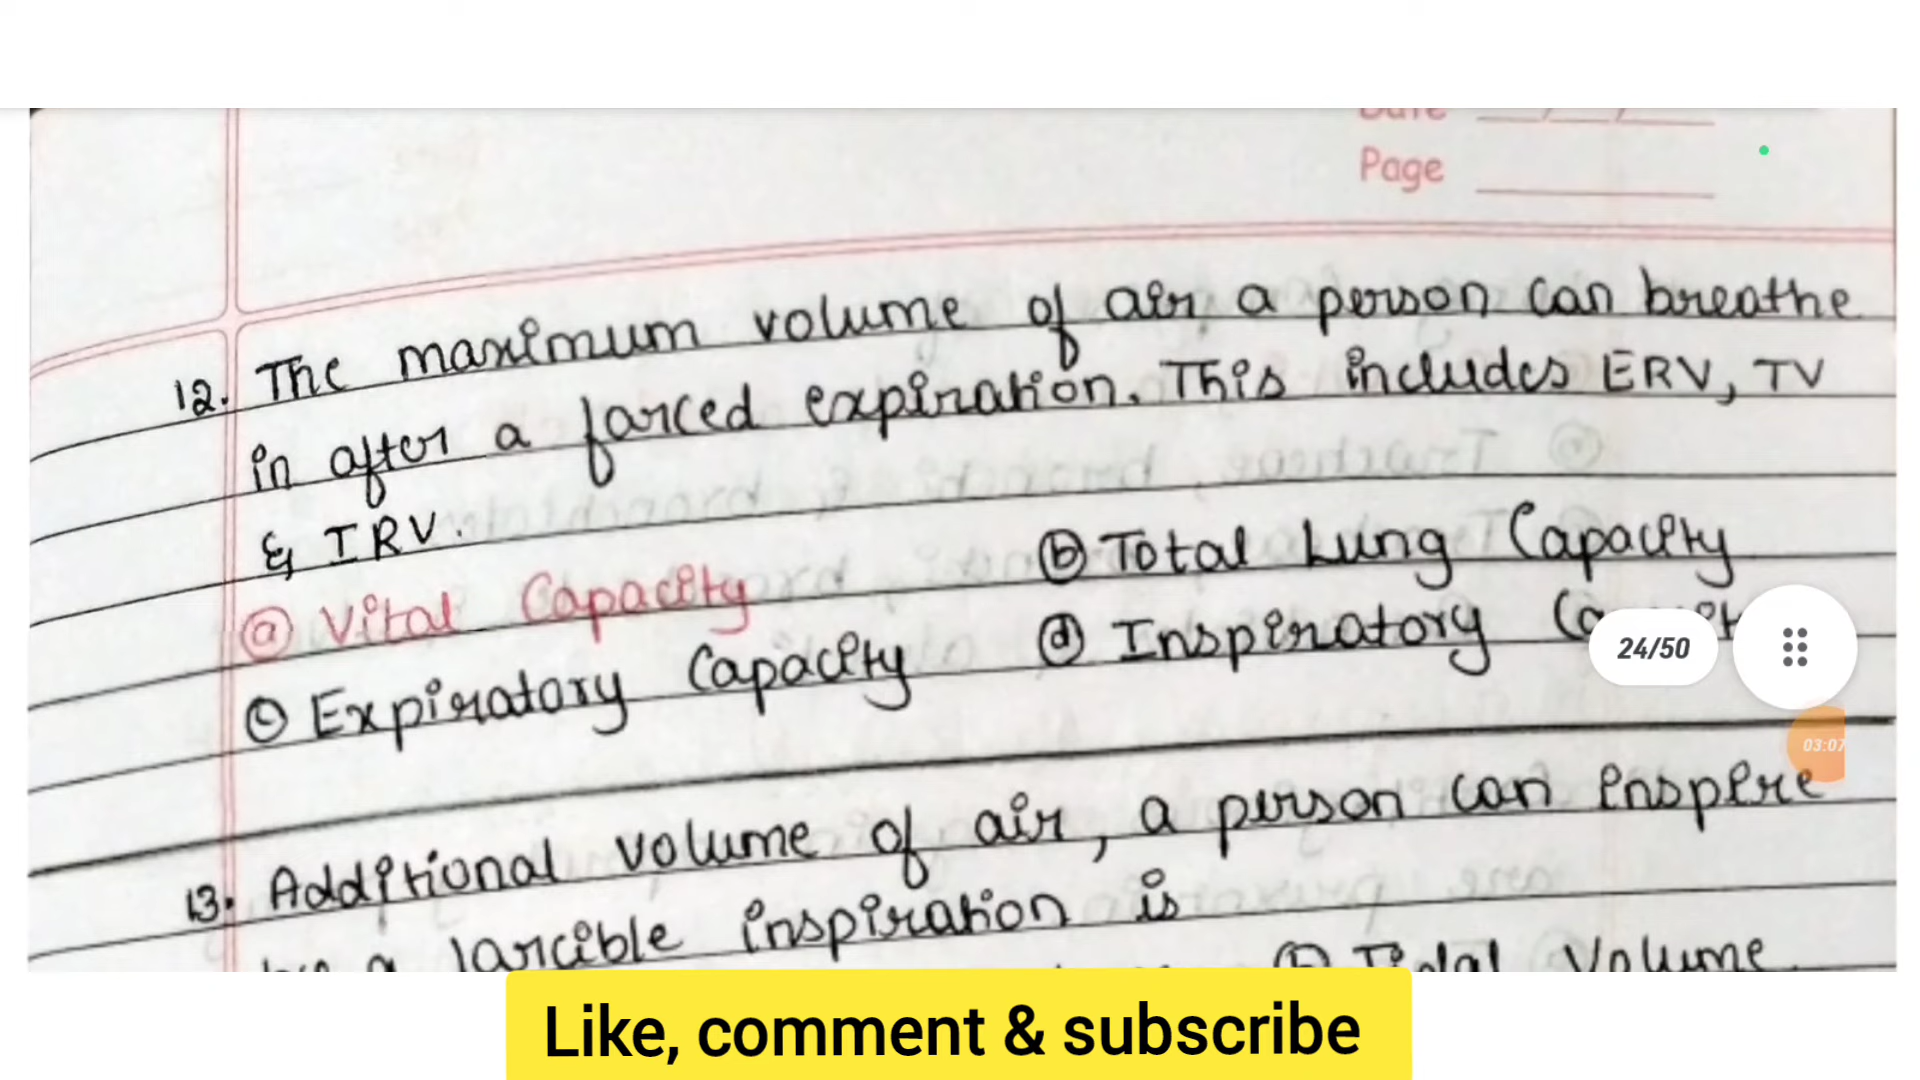 Page
12. The maximum volume of air a person can breathe
in after a forced expiration. This includes ERV, TV
& IRV.
ⓐ Vital Capacity ⓑ Total Lung Capacity
ⓒ Expiratory Capacity ⓓ Inspiratory
24/50
03:07
13. Additional volume of air, a person can inspire
a forcible inspiration is
Tidal Volume
Like, comment & subscribe